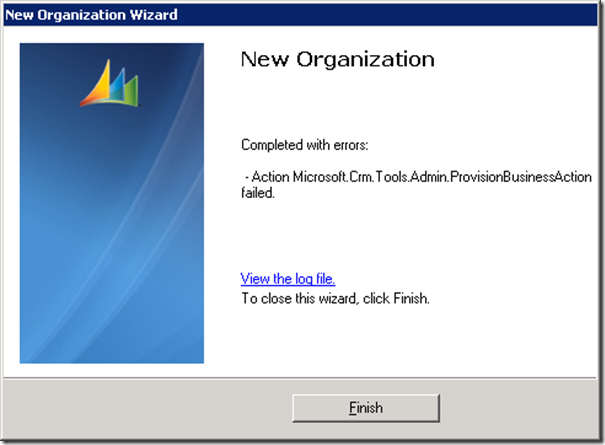 New Organization Wizard
New Organization
Completed with errors:
- Action Microsoft.Crm.Tools.Admin.ProvisionBusinessAction
failed.
View the log file.
To close this wizard, click Finish.
Finish